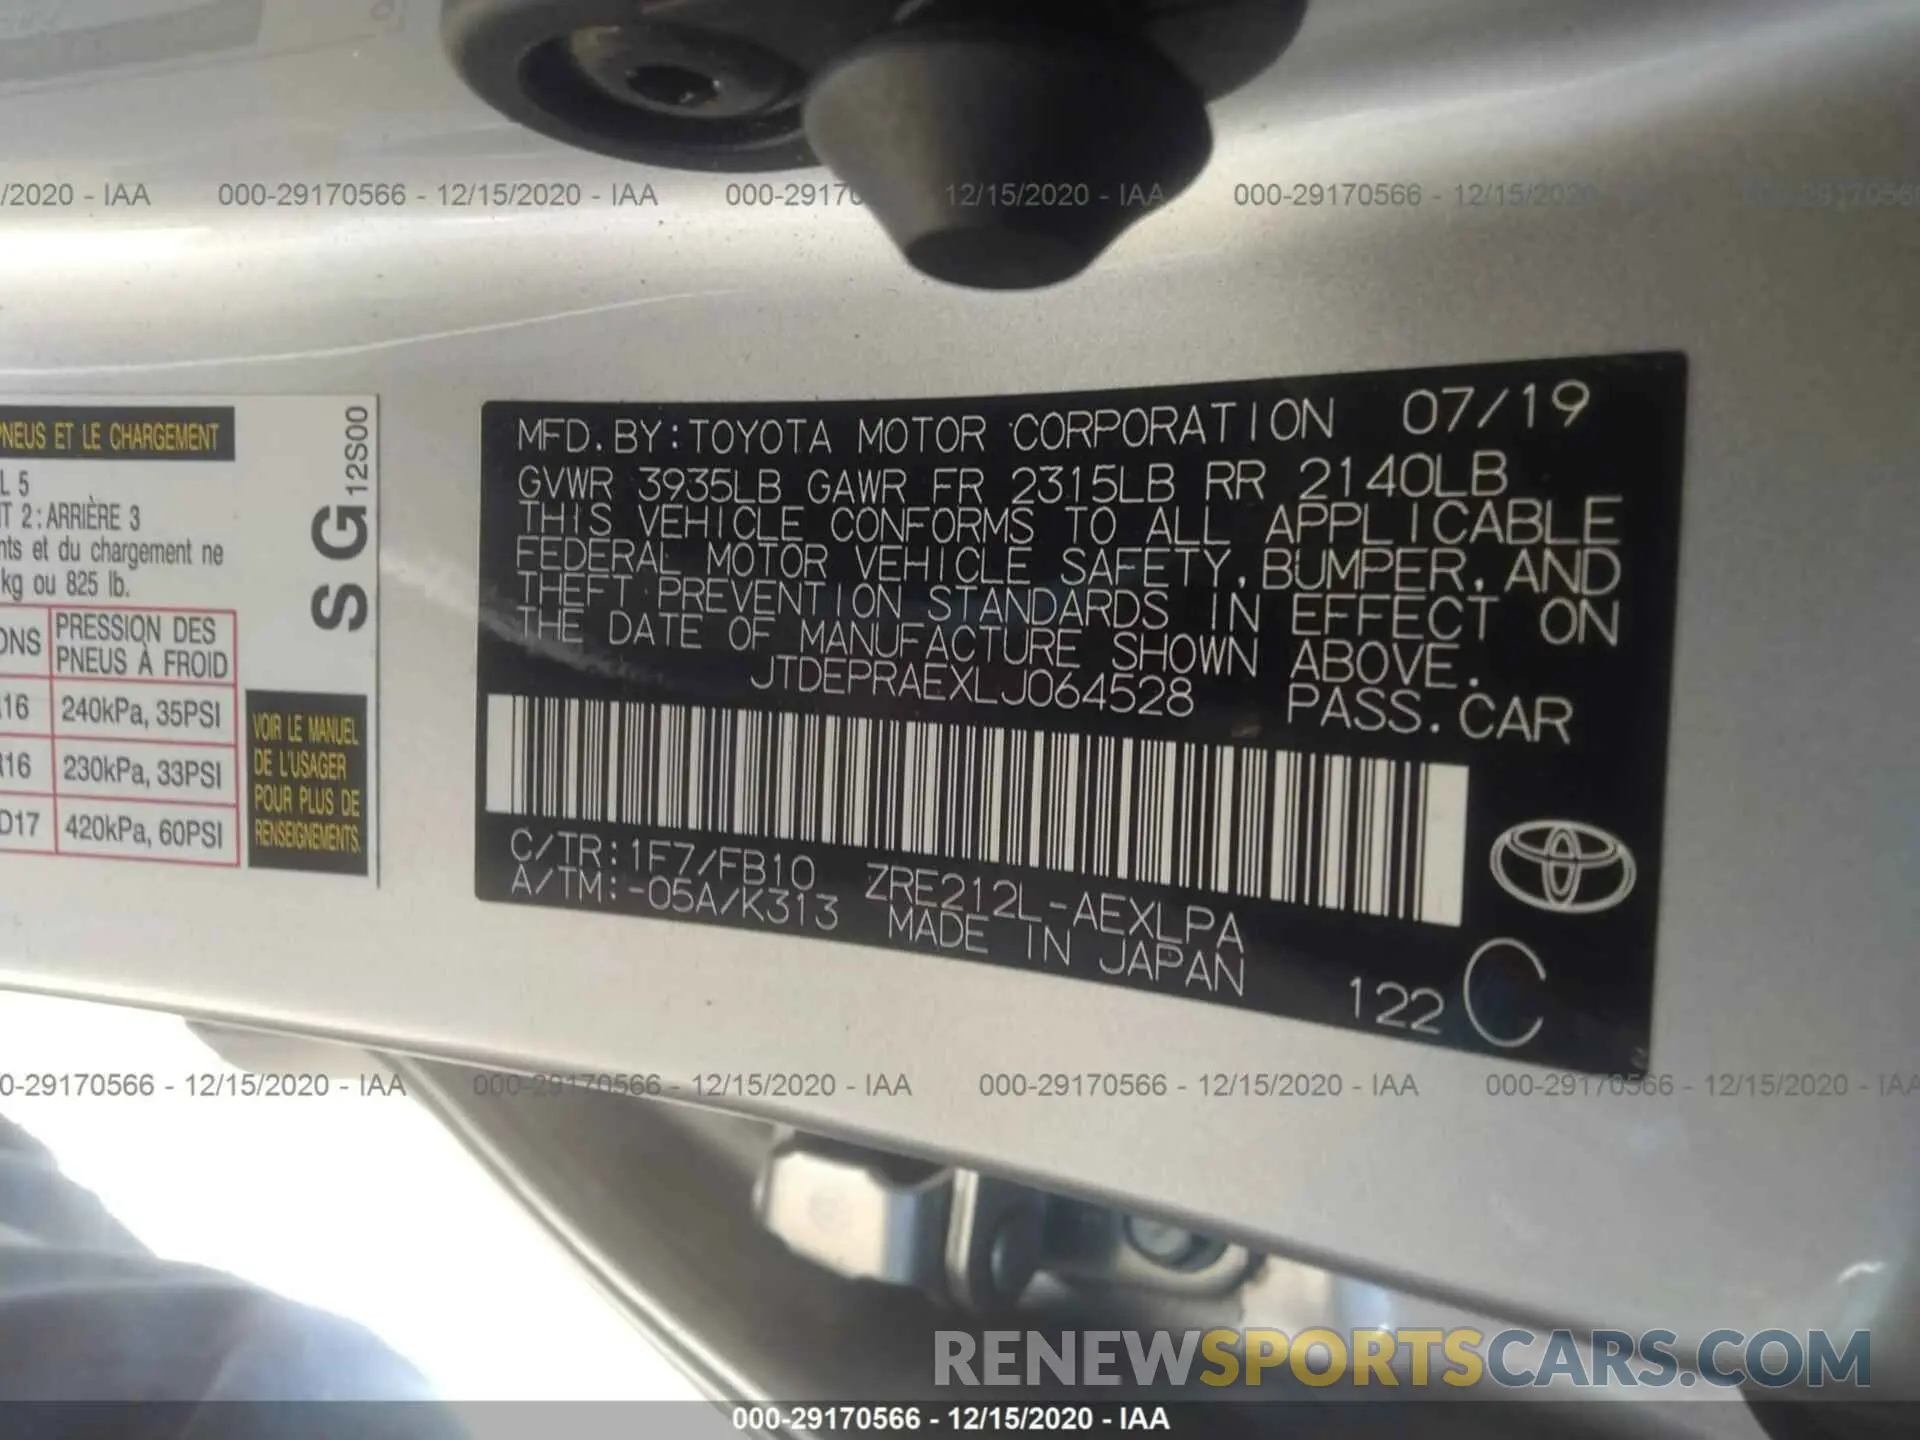 /2020 - IAA 000-29170566 - 12/15/2020 - IAA 000-29170 12/15/2020 - IAA 000-29170566 - 12/15/2020
PNEUS ET LE CHARGEMENT
L 5
T 2: ARRIÈRE 3
nts et du chargement ne
kg ou 825 lb.
ONS PRESSION DES
PNEUS À FROID
16 240kPa, 35PSI
R16 230kPa, 33PSI
D17 420kPa, 60PSI
SG12S00
VOIR LE MANUEL
DE L'USAGER
POUR PLUS DE
RENSEIGNEMENTS.
MFD.BY:TOYOTA MOTOR CORPORATION 07/19
GVWR 3935LB GAWR FR 2315LB RR 2140LB
THIS VEHICLE CONFORMS TO ALL APPLICABLE
FEDERAL MOTOR VEHICLE SAFETY, BUMPER, AND
THEFT PREVENTION STANDARDS IN EFFECT ON
THE DATE OF MANUFACTURE SHOWN ABOVE.
JTDEPRAEXLJ064528 PASS.CAR
C/TR:1F7/FB10 ZRE212L-AEXLPA
A/TM:-05A/K313 MADE IN JAPAN
122 C
0-29170566 - 12/15/2020 - IAA 000-29170566 - 12/15/2020 - IAA 000-29170566 - 12/15/2020 - IAA 000-29170566 - 12/15/2020 - IAA
RENEWSPORTSCARS.COM
000-29170566 - 12/15/2020 - IAA